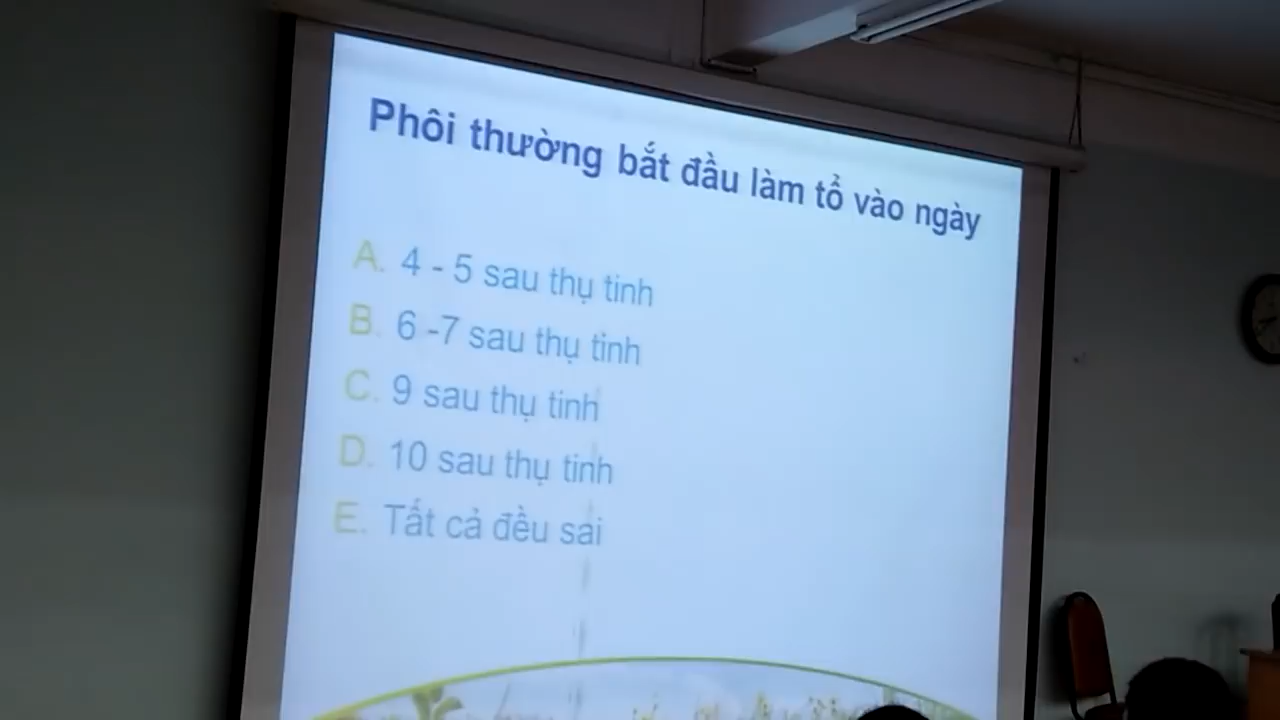 Phôi thường bắt đầu làm tổ vào ngày
A. 4 - 5 sau thụ tinh
B. 6 -7 sau thụ tinh
C. 9 sau thụ tinh
D. 10 sau thụ tinh
E. Tất cả đều sai